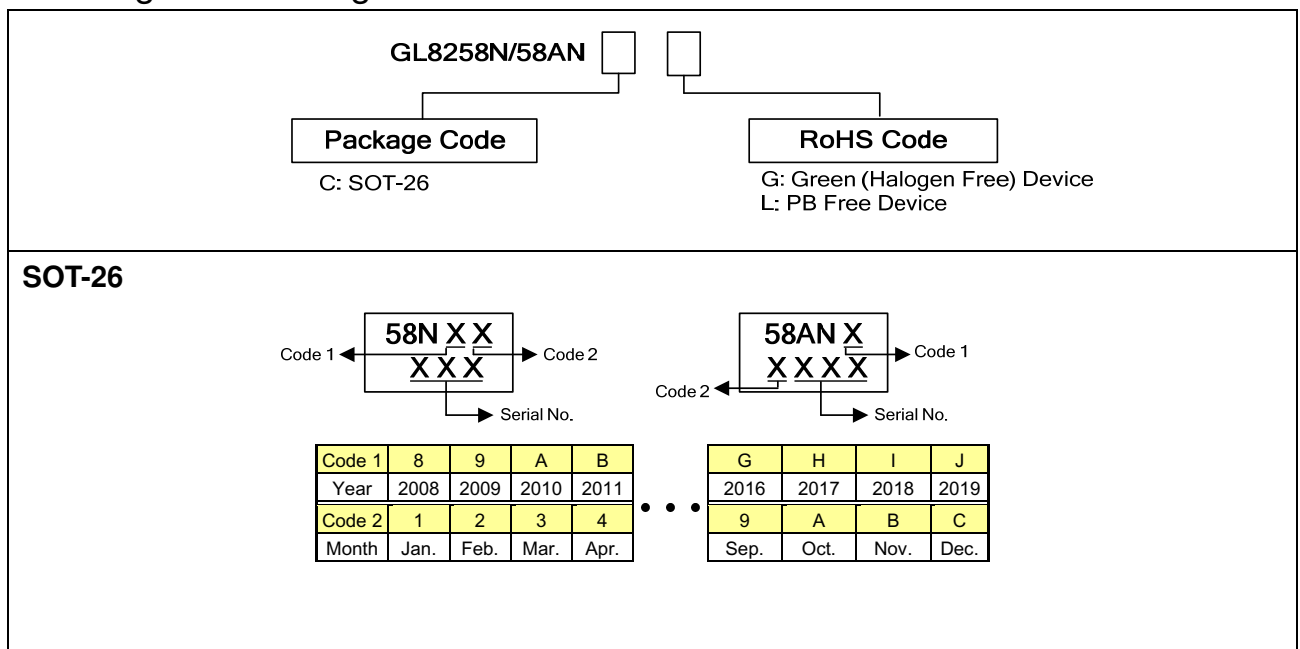 GL8258N/58AN
Package Code
RoHS Code
C: SOT-26
G: Green (Halogen Free) Device
L: PB Free Device
SOT-26
58N X X
X X X
Code 1
Code 2
Serial No.
58AN X
X X X X
Code 1
Code 2
Serial No.
Code 1 8 9 A B G H I J
Year 2008 2009 2010 2011 • • • 2016 2017 2018 2019
Code 2 1 2 3 4 9 A B C
Month Jan. Feb. Mar. Apr. Sep. Oct. Nov. Dec.